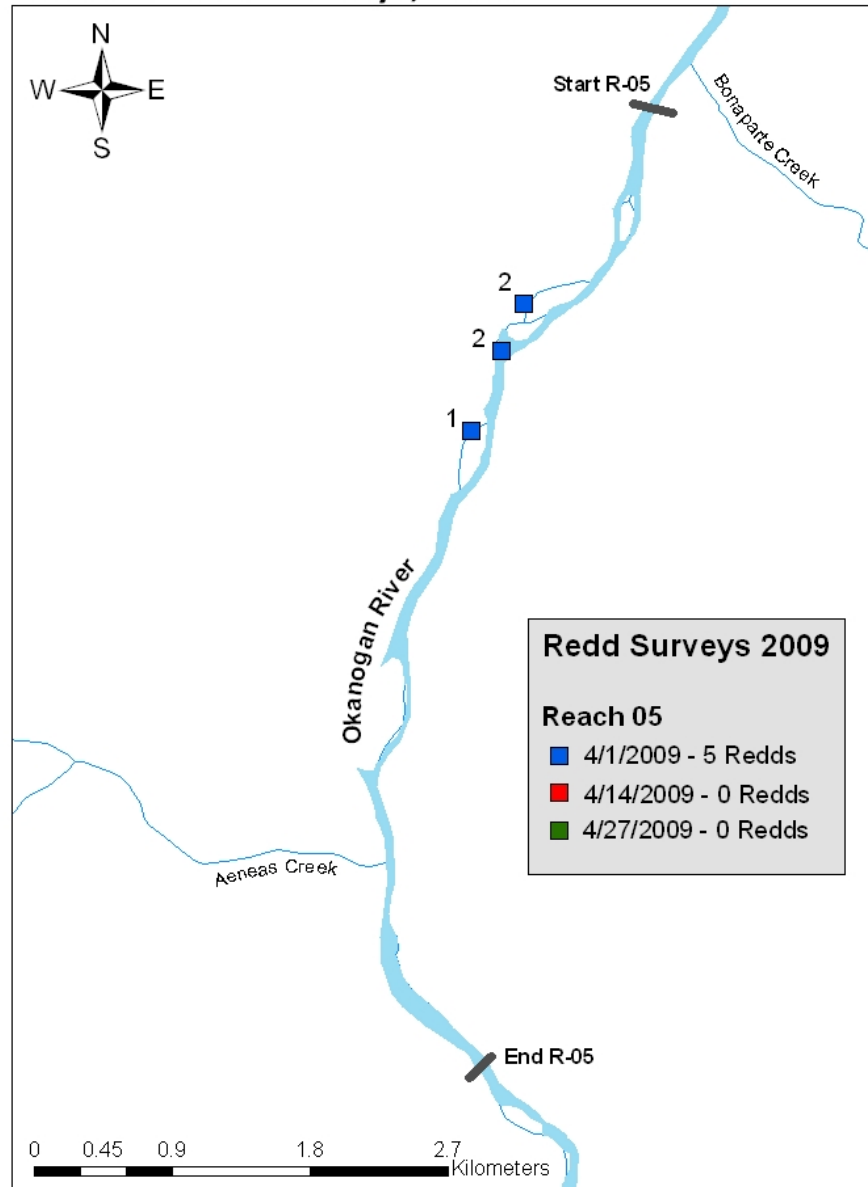 N
W E
S
Start R-05
Bonaparte Creek
2
2
1
Okanogan River
Redd Surveys 2009
Reach 05
4/1/2009 - 5 Redds
4/14/2009 - 0 Redds
4/27/2009 - 0 Redds
Aeneas Creek
End R-05
0 0.45 0.9 1.8 2.7
Kilometers